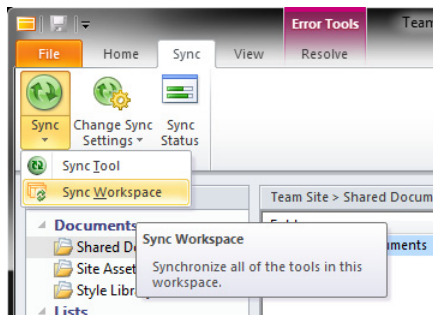 Error Tools
Team
File Home Sync View Resolve
Sync Change Sync Settings Sync Status
Sync Tool
Sync Workspace
Team Site > Shared Docum
Documents
Sync Workspace
Synchronize all of the tools in this
workspace.
Shared D
uments
Site Asset
Style Libr
Lists